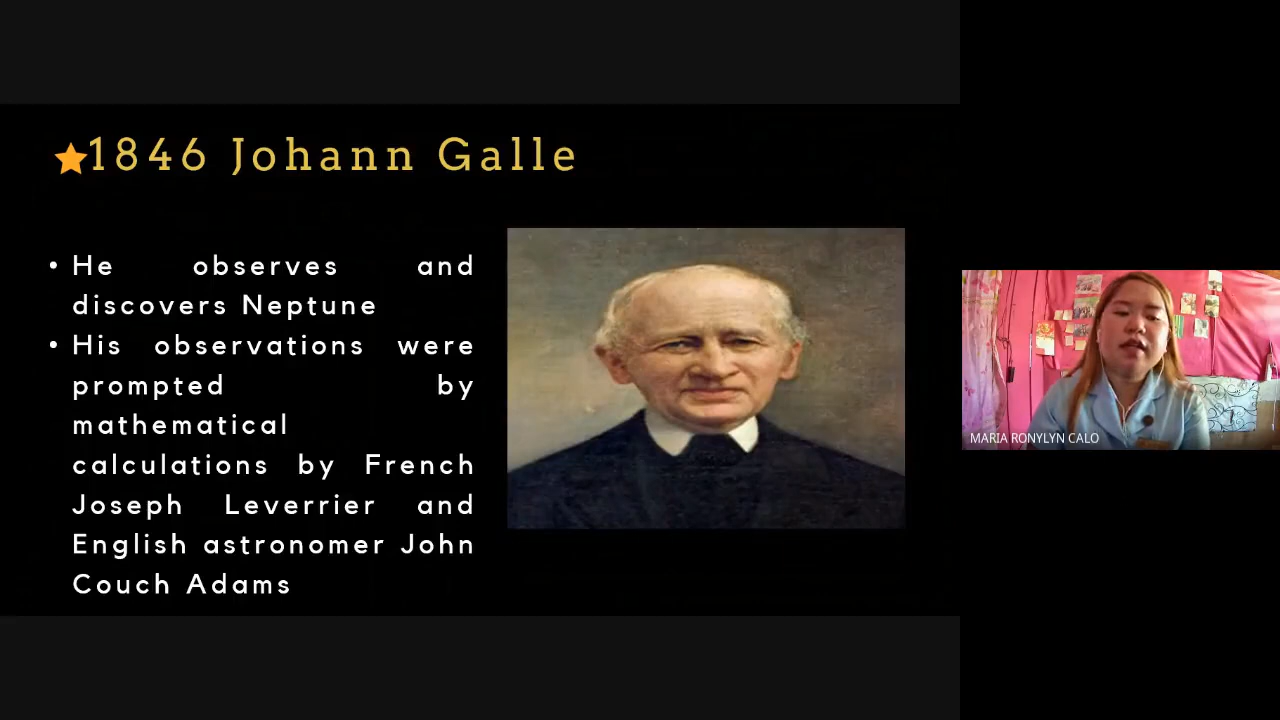 1846 Johann Galle
• He observes and
discovers Neptune
• His observations were
prompted by
mathematical
calculations by French
Joseph Leverrier and
English astronomer John
Couch Adams
MARIA RONYLYN CALO